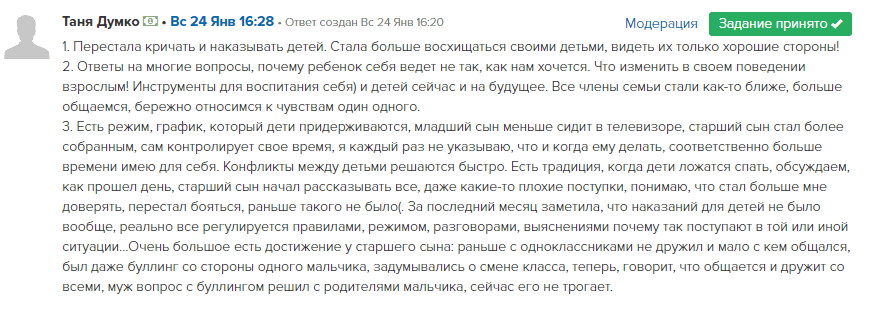 Таня Думко • Вс 24 Янв 16:28 • Ответ создан Вс 24 Янв 16:20
Модерация
Задание принято ✔
1. Перестала кричать и наказывать детей. Стала больше восхищаться своими детьми, видеть их только хорошие стороны!
2. Ответы на многие вопросы, почему ребенок себя ведет не так, как нам хочется. Что изменить в своем поведении
взрослым! Инструменты для воспитания себя) и детей сейчас и на будущее. Все члены семьи стали как-то ближе, больше
общаемся, бережно относимся к чувствам один одного.
3. Есть режим, график, который дети придерживаются, младший сын меньше сидит в телевизоре, старший сын стал более
собранным, сам контролирует свое время, я каждый раз не указываю, что и когда ему делать, соответственно больше
времени имею для себя. Конфликты между детьми решаются быстро. Есть традиция, когда дети ложатся спать, обсуждаем,
как прошел день, старший сын начал рассказывать все, даже какие-то плохие поступки, понимаю, что стал больше мне
доверять, перестал бояться, раньше такого не было(. За последний месяц заметила, что наказаний для детей не было
вообще, реально все регулируется правилами, режимом, разговорами, выяснениями почему так поступают в той или иной
ситуации...Очень большое есть достижение у старшего сына: раньше с одноклассниками не дружил и мало с кем общался,
был даже буллинг со стороны одного мальчика, задумывались о смене класса, теперь, говорит, что общается и дружит со
всеми, муж вопрос с буллингом решил с родителями мальчика, сейчас его не трогает.